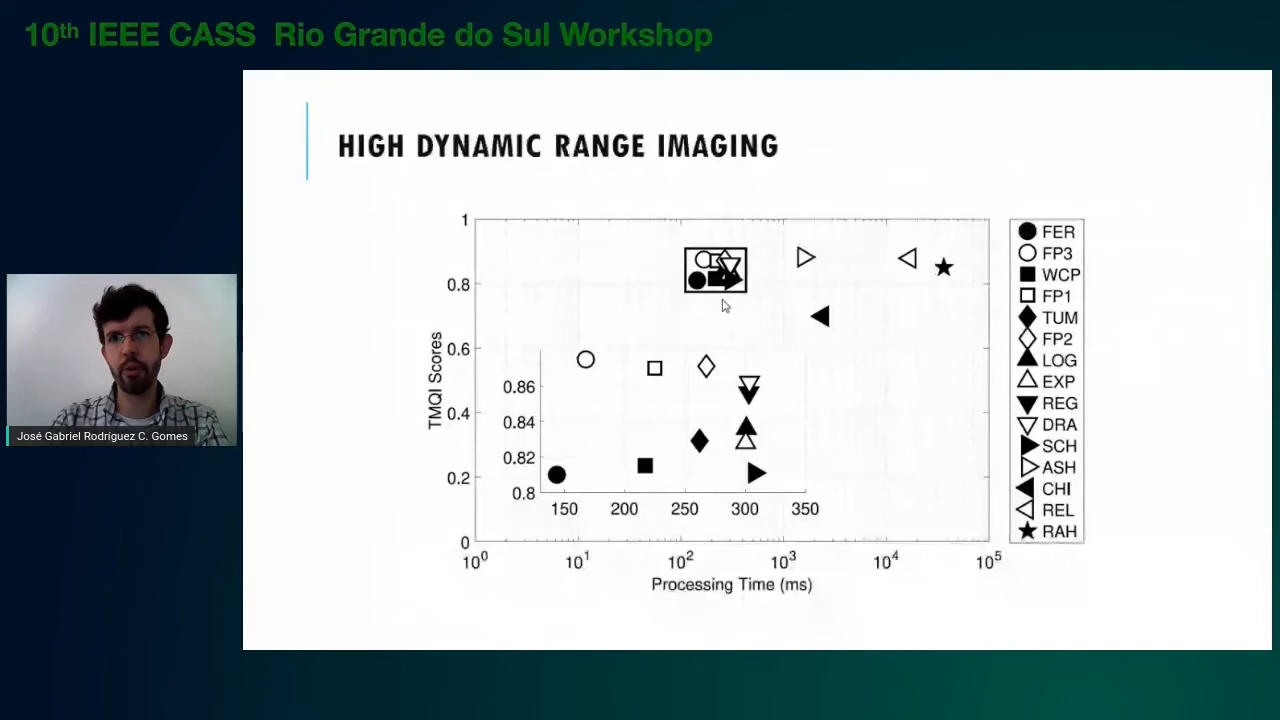 10th IEEE CASS Rio Grande do Sul Workshop
HIGH DYNAMIC RANGE IMAGING
1
0.8
0.6
0.4
0.2
0
TMQI Scores
0.86
0.84
0.82
0.8
150 200 250 300 350
10^0 10^1 10^2 10^3 10^4 10^5
Processing Time (ms)
FER
FP3
WCP
FP1
TUM
FP2
LOG
EXP
REG
DRA
SCH
ASH
CHI
REL
RAH
José Gabriel Rodríguez C. Gomes